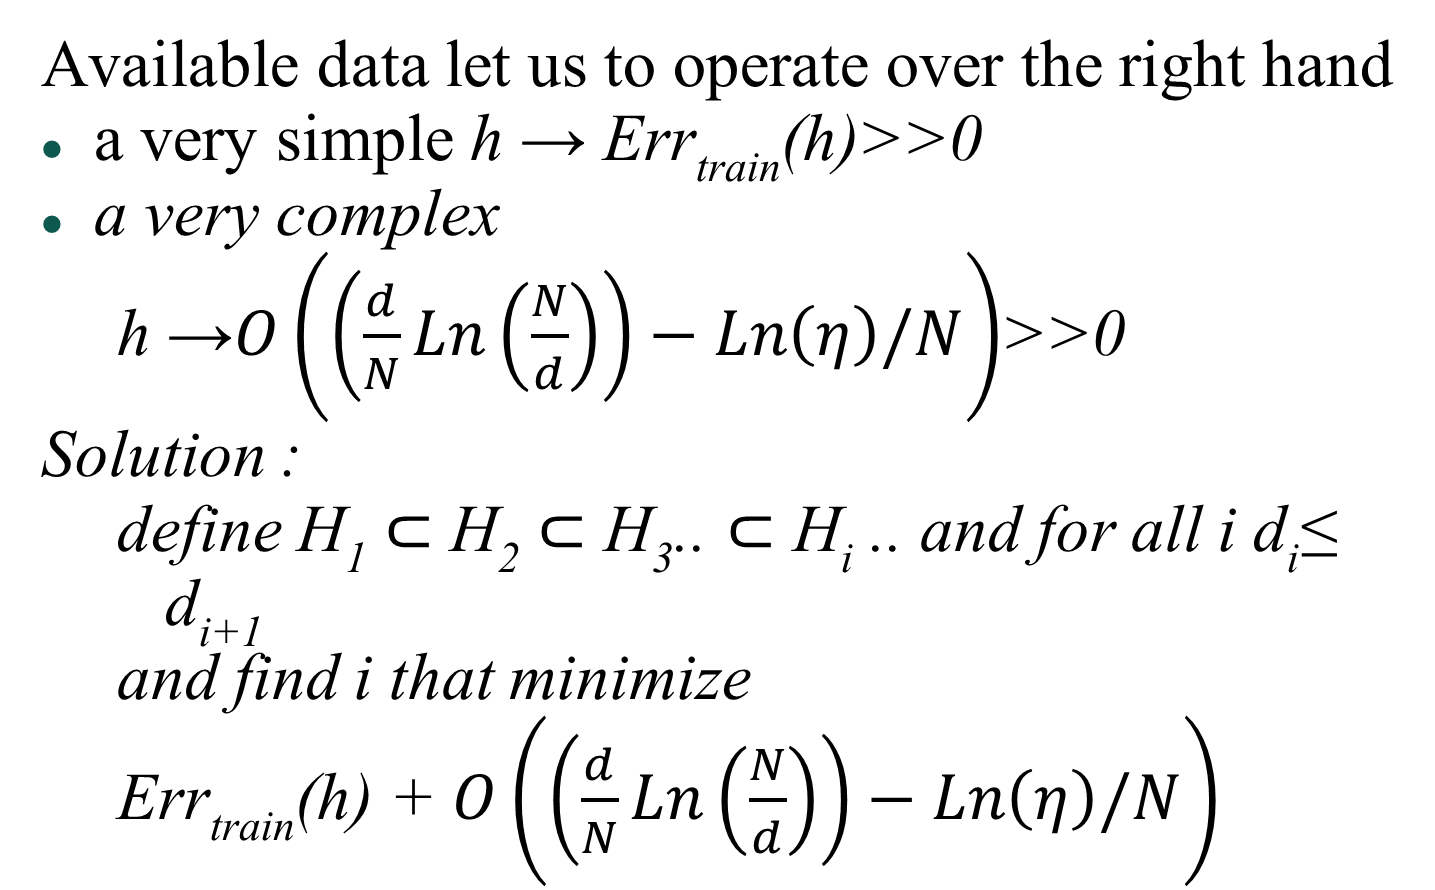 Available data let us to operate over the right hand
• a very simple h → Err_train(h)>>0
• a very complex
h →O((d/N Ln(N/d)) − Ln(η)/N)>>0
Solution :
define H_1 ⊂ H_2 ⊂ H_3.. ⊂ H_i .. and for all i d_i≤
d_i+1
and find i that minimize
Err_train(h) + O((d/N Ln(N/d)) − Ln(η)/N)